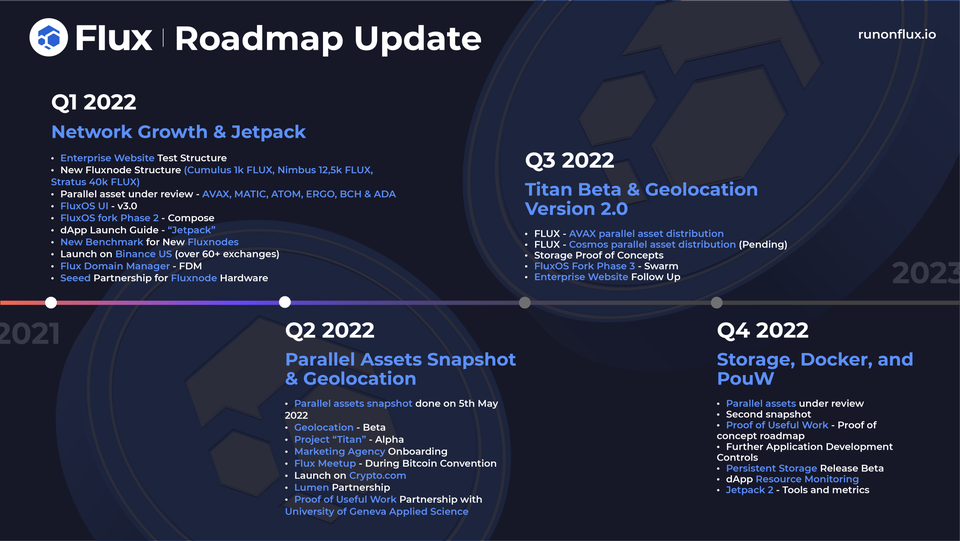 Flux | Roadmap Update
runonflux.io
Q1 2022
Network Growth & Jetpack
• Enterprise Website Test Structure
• New Fluxnode Structure (Cumulus 1k FLUX, Nimbus 12,5k FLUX,
Stratus 40k FLUX)
• Parallel asset under review - AVAX, MATIC, ATOM, ERGO, BCH & ADA
• FluxOS UI - v3.0
• FluxOS fork Phase 2 - Compose
• dApp Launch Guide - “Jetpack”
• New Benchmark for New Fluxnodes
• Launch on Binance US (over 60+ exchanges)
• Flux Domain Manager - FDM
• Seeed Partnership for Fluxnode Hardware
Q3 2022
Titan Beta & Geolocation
Version 2.0
• FLUX - AVAX parallel asset distribution
• FLUX - Cosmos parallel asset distribution (Pending)
• Storage Proof of Concepts
• FluxOS Fork Phase 3 - Swarm
• Enterprise Website Follow Up
2023
2021
Q2 2022
Parallel Assets Snapshot
& Geolocation
• Parallel assets snapshot done on 5th May
2022
• Geolocation - Beta
• Project “Titan” - Alpha
• Marketing Agency Onboarding
• Flux Meetup - During Bitcoin Convention
• Launch on Crypto.com
• Lumen Partnership
• Proof of Useful Work Partnership with
University of Geneva Applied Science
Q4 2022
Storage, Docker, and
PouW
• Parallel assets under review
• Second snapshot
• Proof of Useful Work - Proof of
concept roadmap
• Further Application Development
Controls
• Persistent Storage Release Beta
• dApp Resource Monitoring
• Jetpack 2 - Tools and metrics